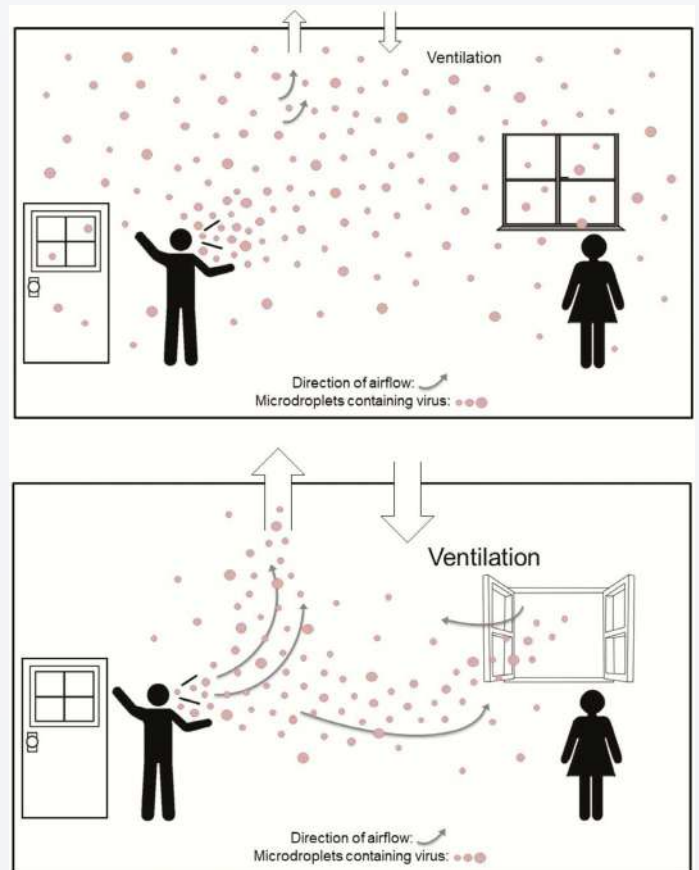 Ventilation
Direction of airflow:
Microdroplets containing virus:
Ventilation
Direction of airflow:
Microdroplets containing virus: